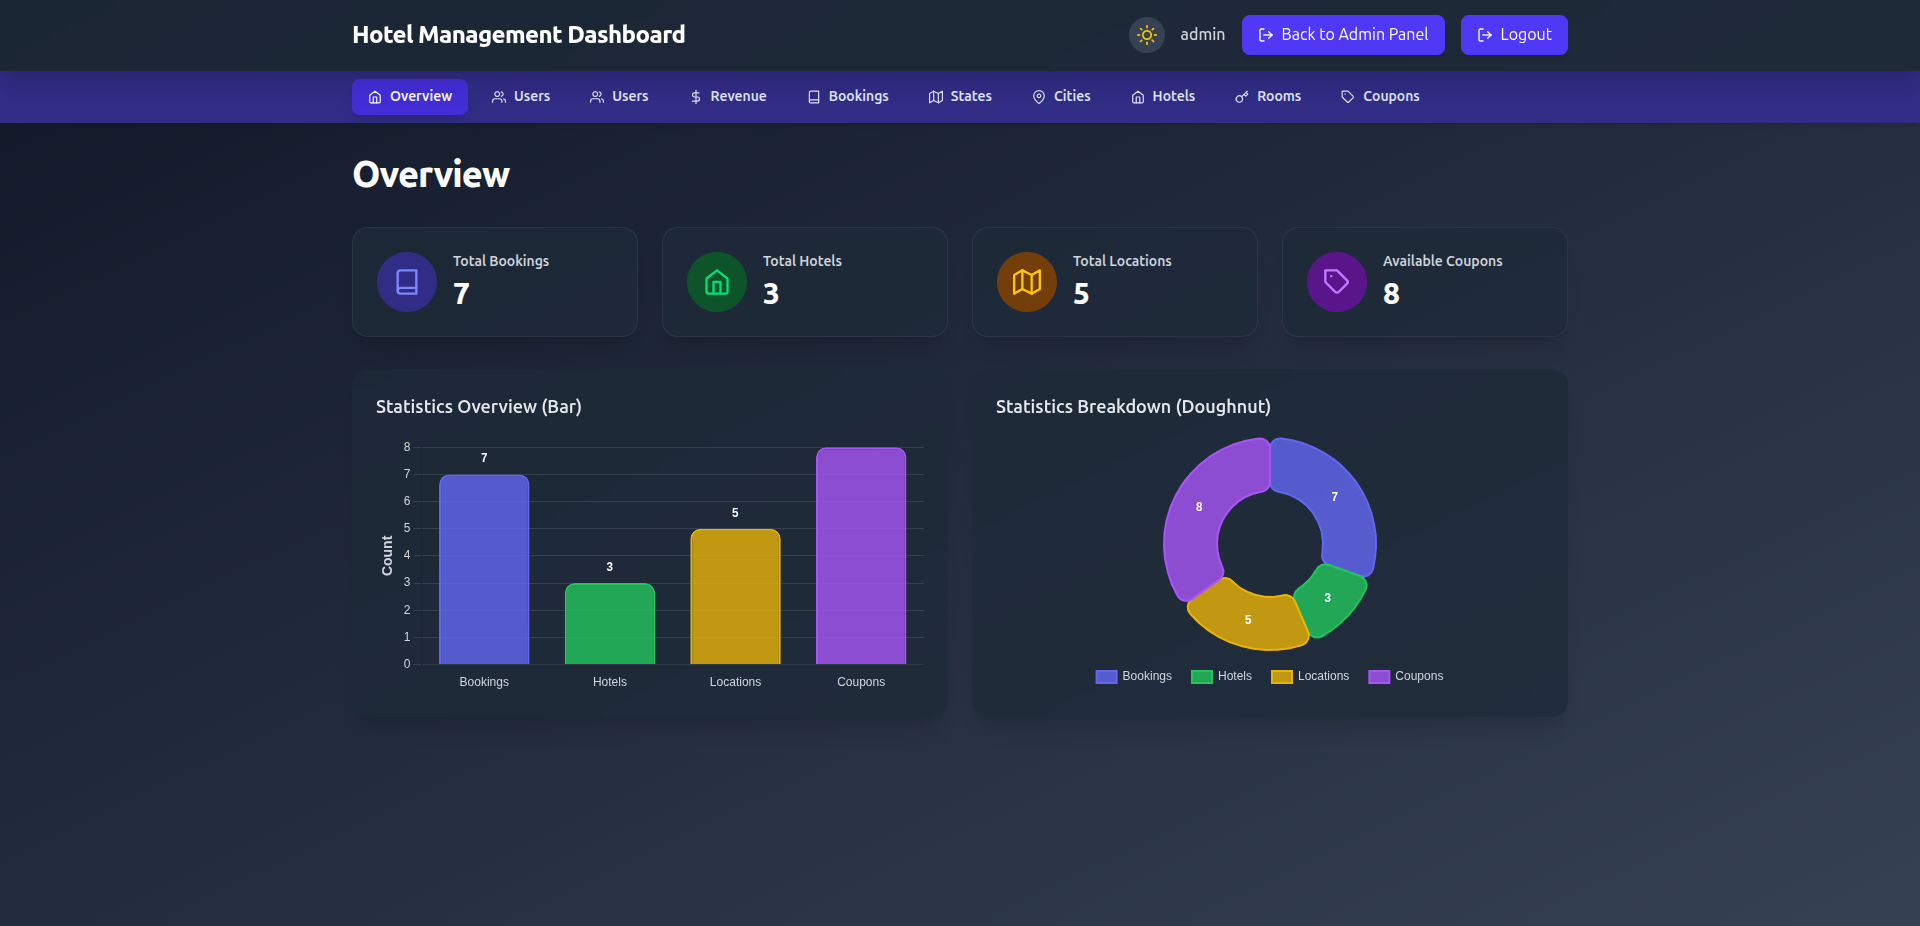 Hotel Management Dashboard
admin
Back to Admin Panel
Logout
Overview
Users
Users
Revenue
Bookings
States
Cities
Hotels
Rooms
Coupons
Overview
Total Bookings
7
Total Hotels
3
Total Locations
5
Available Coupons
8
Statistics Overview (Bar)
Count
8
7
6
5
4
3
2
1
0
7
3
5
Bookings
Hotels
Locations
Coupons
Statistics Breakdown (Doughnut)
8
7
3
5
Bookings
Hotels
Locations
Coupons